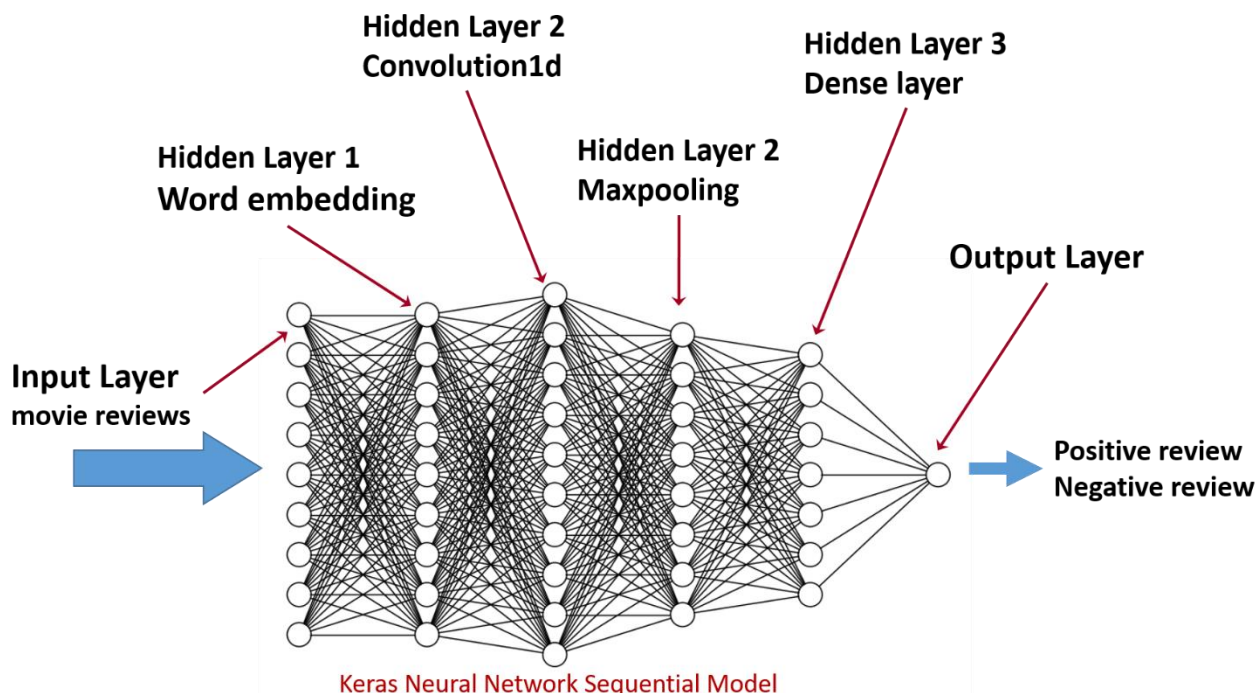 Hidden Layer 2
Convolution1d
Hidden Layer 3
Dense layer
Hidden Layer 1
Word embedding
Hidden Layer 2
Maxpooling
Output Layer
Input Layer
movie reviews
Positive review
Negative review
Keras Neural Network Sequential Model